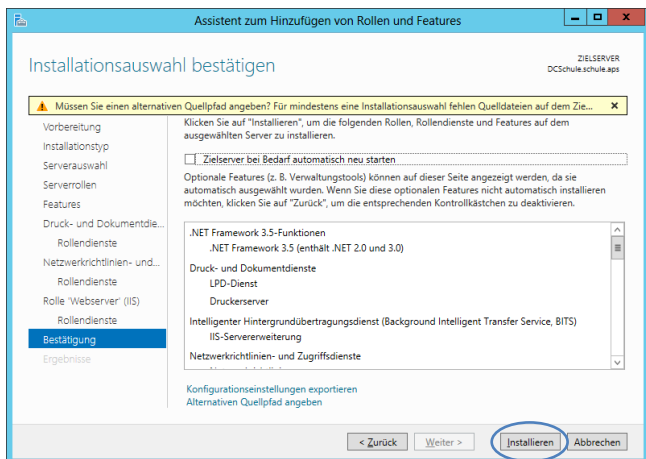 Assistent zum Hinzufügen von Rollen und Features
Installationsauswahl bestätigen
ZIELSERVER
DCSchule.schule.aps
Müssen Sie einen alternativen Quellpfad angeben? Für mindestens eine Installationsauswahl fehlen Quelldateien auf dem Zie...
Vorbereitung
Installationstyp
Serverauswahl
Serverrollen
Features
Druck- und Dokumentdie...
Rollendienste
Netzwerkrichtlinien- und...
Rollendienste
Rolle 'Webserver' (IIS)
Rollendienste
Bestätigung
Ergebnisse
Klicken Sie auf "Installieren", um die folgenden Rollen, Rollendienste und Features auf dem
ausgewählten Server zu installieren.
Zielserver bei Bedarf automatisch neu starten
Optionale Features (z. B. Verwaltungstools) können auf dieser Seite angezeigt werden, da sie
automatisch ausgewählt wurden. Wenn Sie diese optionalen Features nicht automatisch installieren
möchten, klicken Sie auf "Zurück", um die entsprechenden Kontrollkästchen zu deaktivieren.
.NET Framework 3.5-Funktionen
.NET Framework 3.5 (enthält .NET 2.0 und 3.0)
Druck- und Dokumentdienste
LPD-Dienst
Druckerserver
Intelligenter Hintergrundübertragungsdienst (Background Intelligent Transfer Service, BITS)
IIS-Servererweiterung
Netzwerkrichtlinien- und Zugriffsdienste
Konfigurationseinstellungen exportieren
Alternativen Quellpfad angeben
< Zurück
Weiter >
Installieren
Abbrechen